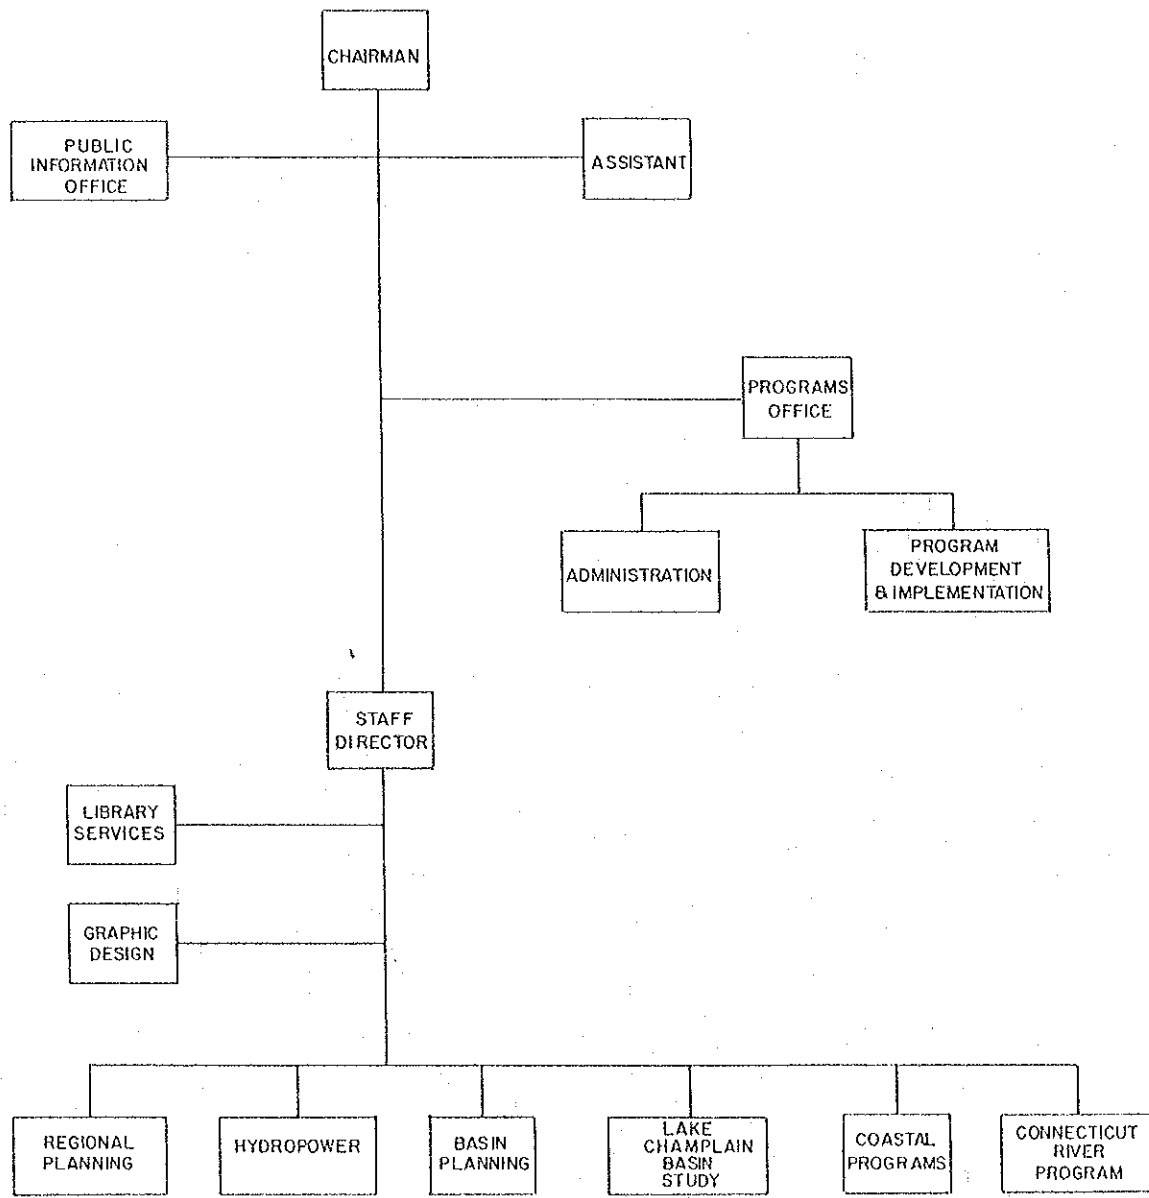 CHAIRMAN
PUBLIC
INFORMATION
OFFICE
ASSISTANT
PROGRAMS
OFFICE
ADMINISTRATION
PROGRAM
DEVELOPMENT
& IMPLEMENTATION
STAFF
DIRECTOR
LIBRARY
SERVICES
GRAPHIC
DESIGN
REGIONAL
PLANNING
HYDROPOWER
BASIN
PLANNING
LAKE
CHAMPLAIN
BASIN
STUDY
COASTAL
PROGRAMS
CONNECTICUT
RIVER
PROGRAM